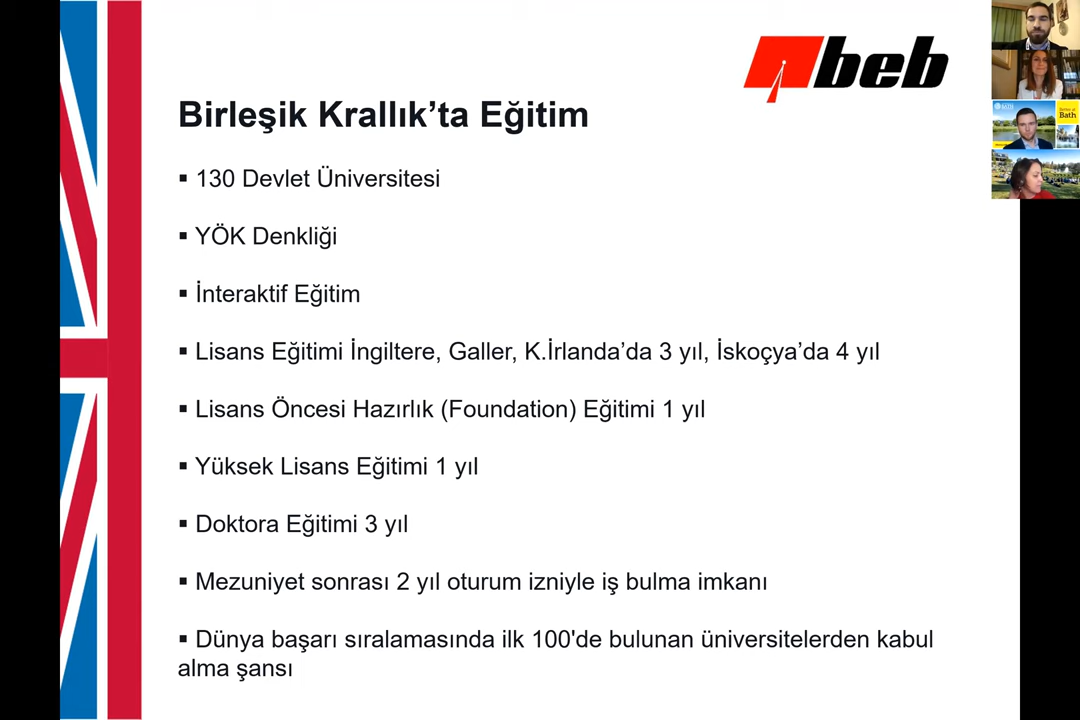 beb
Birleşik Krallık’ta Eğitim
▪ 130 Devlet Üniversitesi
▪ YÖK Denkliği
▪ İnteraktif Eğitim
▪ Lisans Eğitimi İngiltere, Galler, K.İrlanda’da 3 yıl, İskoçya’da 4 yıl
▪ Lisans Öncesi Hazırlık (Foundation) Eğitimi 1 yıl
▪ Yüksek Lisans Eğitimi 1 yıl
▪ Doktora Eğitimi 3 yıl
▪ Mezuniyet sonrası 2 yıl oturum izniyle iş bulma imkanı
▪ Dünya başarı sıralamasında ilk 100'de bulunan üniversitelerden kabul
alma şansı
Bath